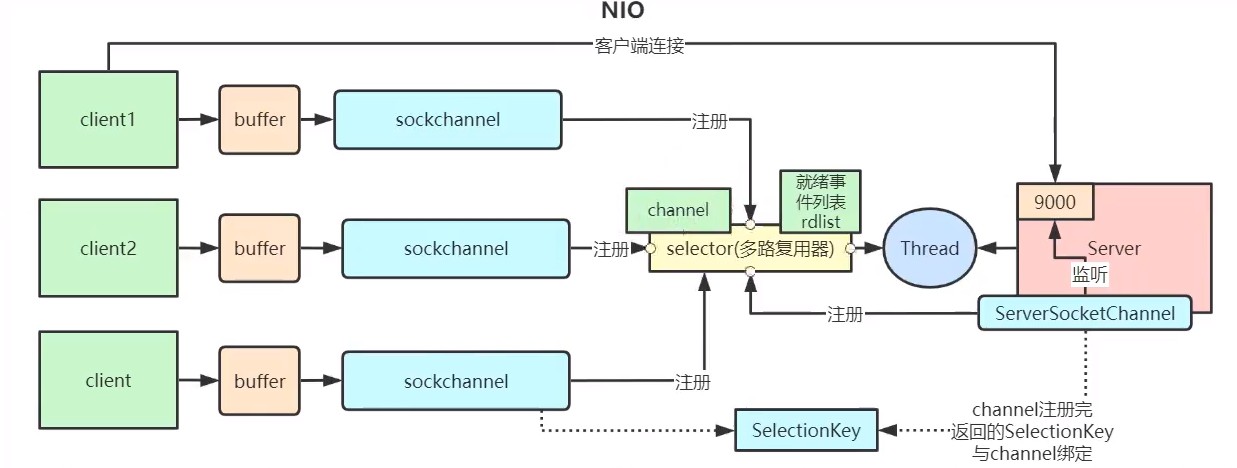 NIO
客户端连接
client1
buffer
sockchannel
注册
client2
buffer
sockchannel
注册
channel
就绪事
件列表
rdlist
selector(多路复用器)
Thread
9000
Server
监听
ServerSocketChannel
注册
client
buffer
sockchannel
注册
SelectionKey
channel注册完
返回的SelectionKey
与channel绑定